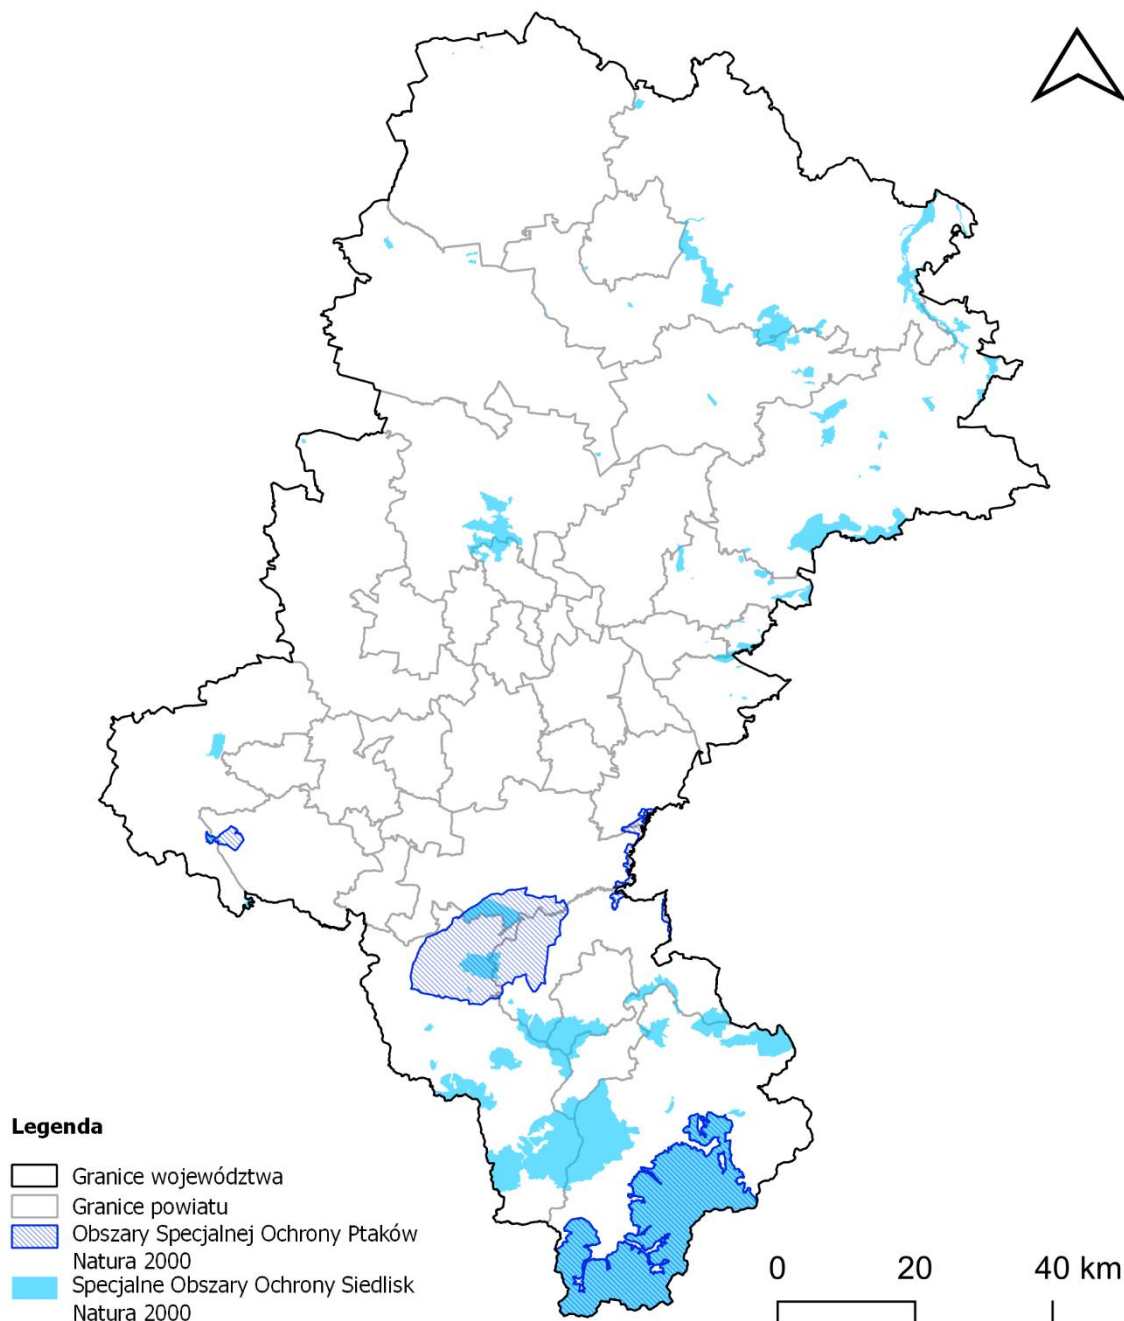 Legenda
Granice województwa
Granice powiatu
Obszary Specjalnej Ochrony Ptaków
Natura 2000
Specjalne Obszary Ochrony Siedlisk
Natura 2000
0 20 40 km